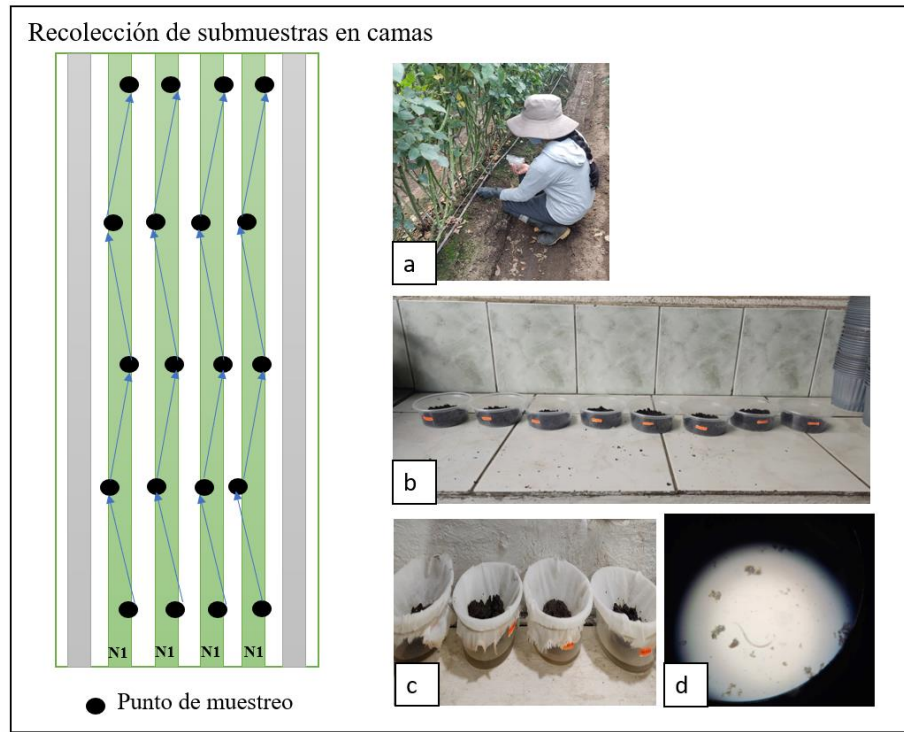 Recolección de submuestras en camas
a
b
c
d
N1 N1 N1 N1
Punto de muestreo